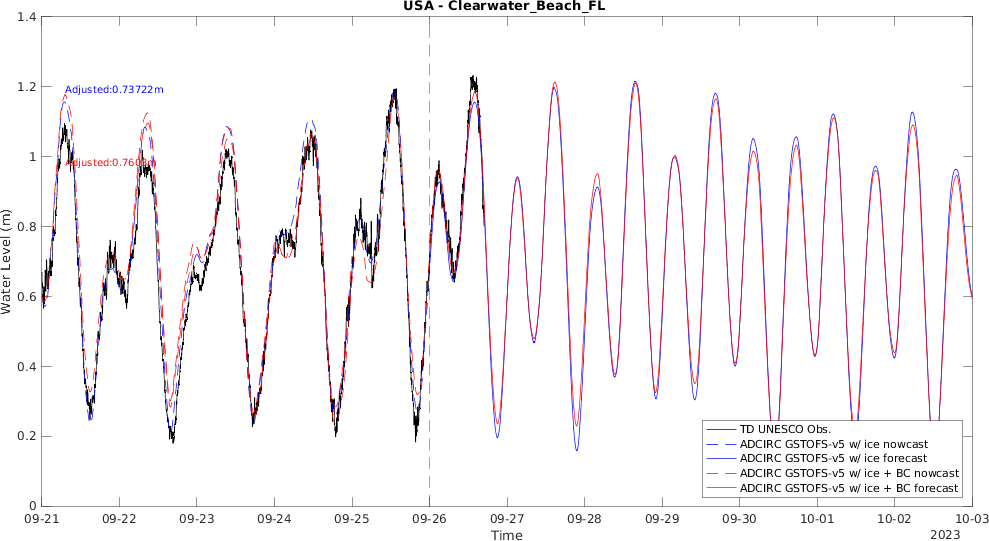 USA - Clearwater_Beach_FL
1.4
1.2
1
0.8
0.6
0.4
0.2
0
Water Level (m)
Adjusted:0.73722m
TD UNESCO Obs.
ADCIRC GSTOFS-v5 w/ ice nowcast
ADCIRC GSTOFS-v5 w/ ice forecast
ADCIRC GSTOFS-v5 w/ ice + BC nowcast
ADCIRC GSTOFS-v5 w/ ice + BC forecast
09-21 09-22 09-23 09-24 09-25 09-26 09-27 09-28 09-29 09-30 10-01 10-02 10-03
Time
2023